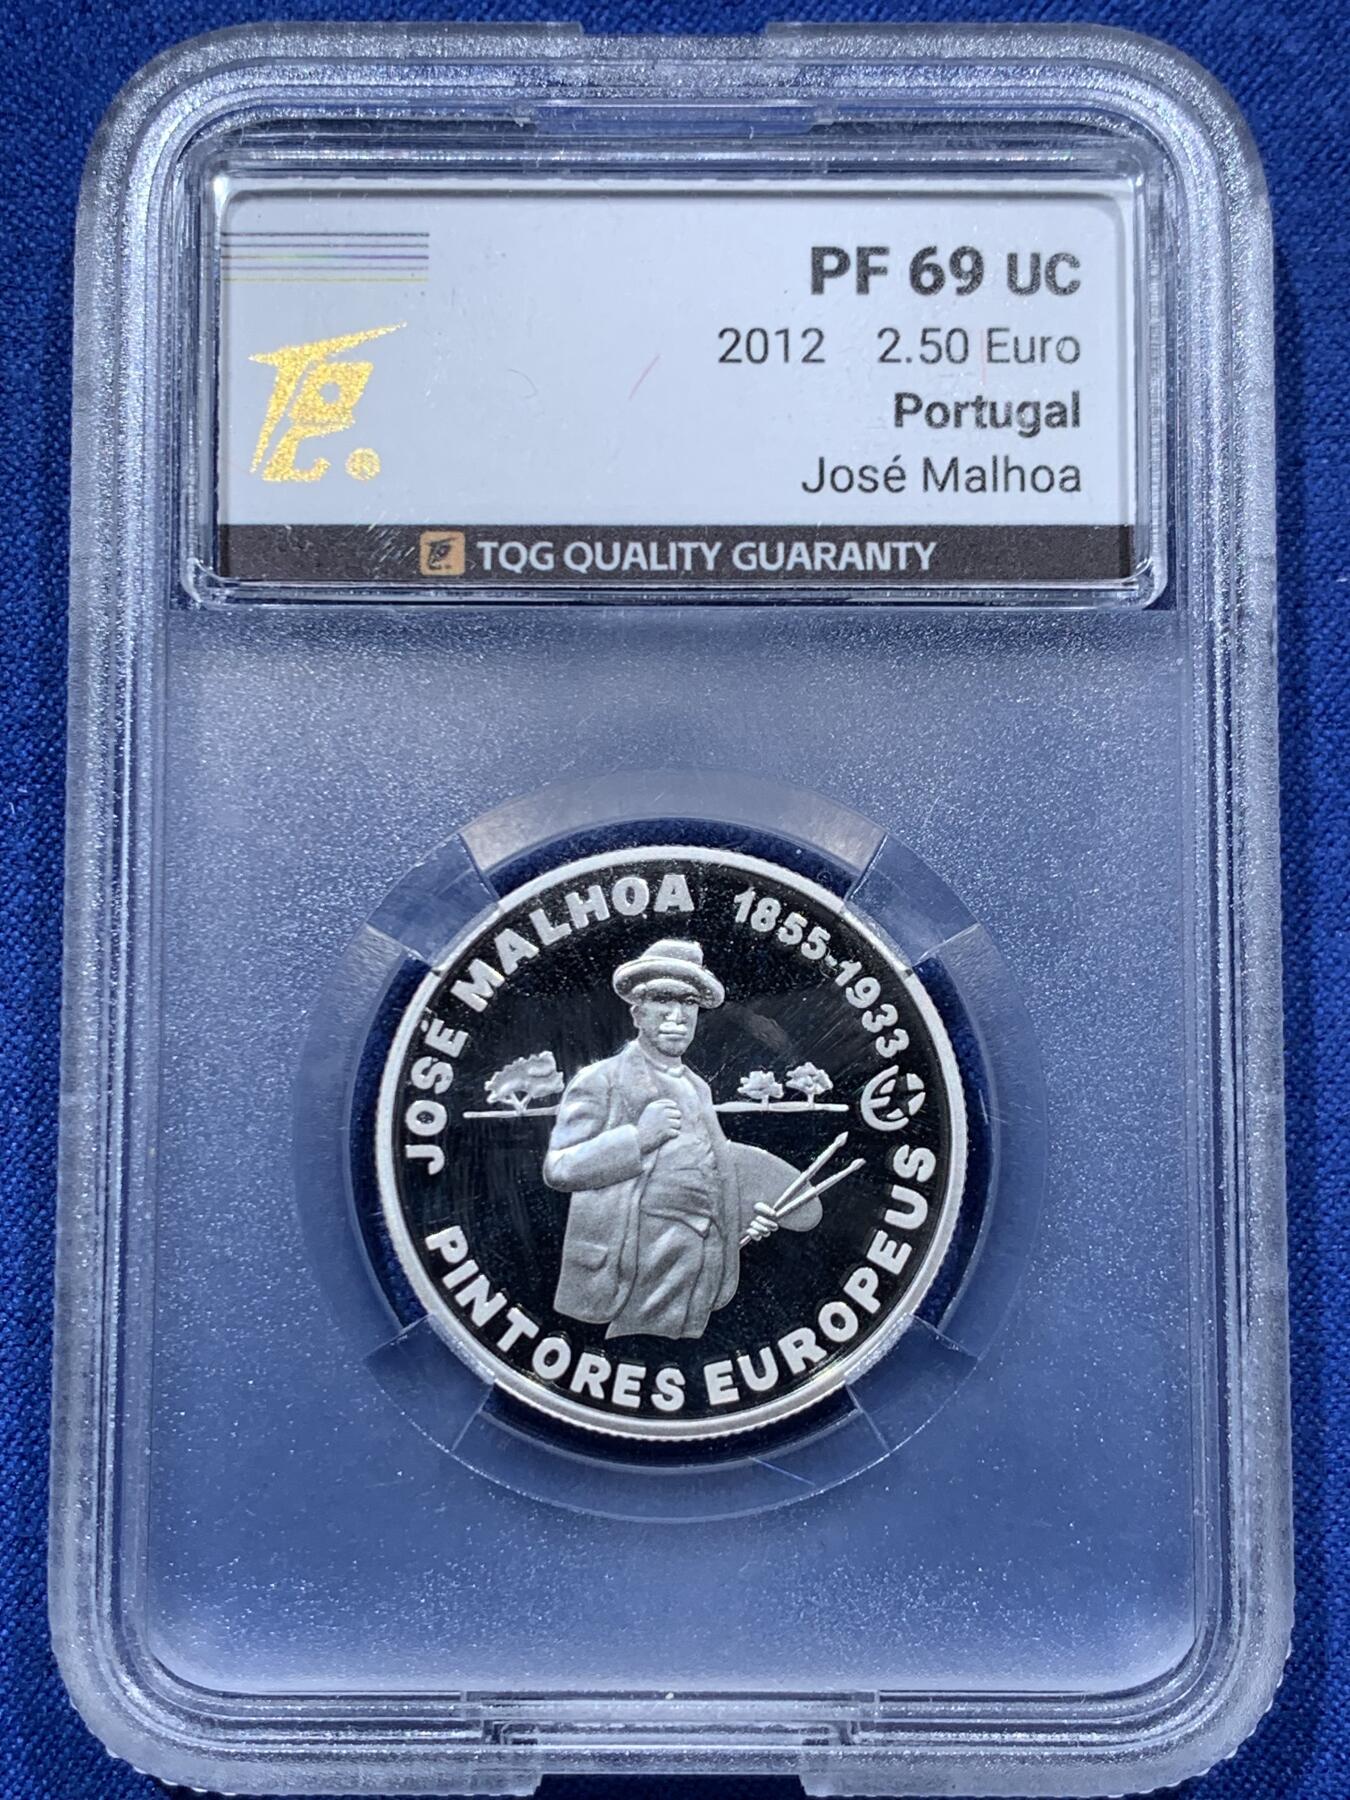 PF 69 UC
2012 2.50 Euro
Portugal
José Malhoa
TQG ®
TQG QUALITY GUARANTY
JOSÉ MALHOA 1855-1933
PINTORES EUROPEUS